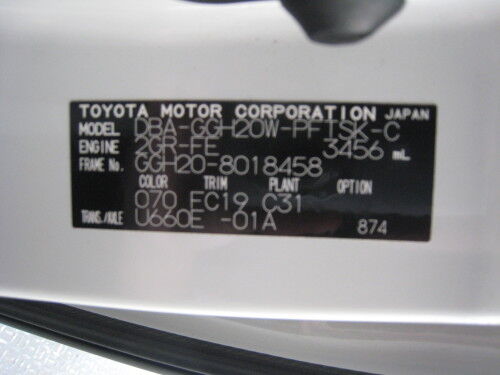 TOYOTA MOTOR CORPORATION JAPAN
MODEL DBA-GGH20W-PFTSK-C
ENGINE 2GR-FE 3456 mL
FRAME No. GGH20-8018458
COLOR TRIM PLANT OPTION
070 FC19 C31
TRANS./AXLE U660E -01A 874